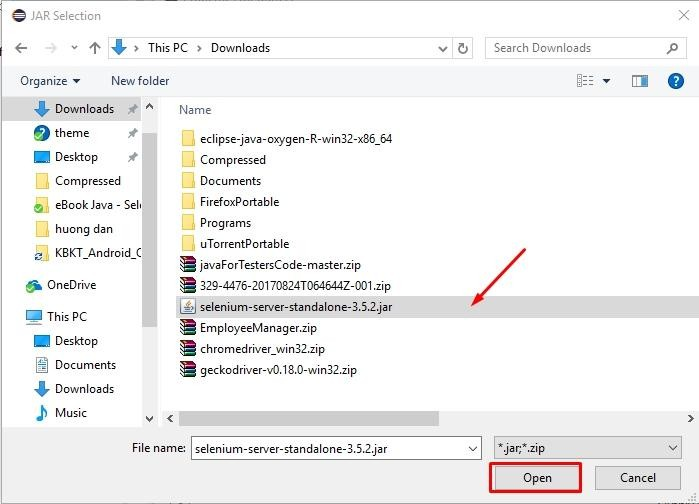 JAR Selection
This PC > Downloads
Search Downloads
Organize
New folder
Downloads
theme
Desktop
Compressed
eBook Java - Sel
huong dan
KBKT_Android_C
OneDrive
This PC
Desktop
Documents
Downloads
Music
Name
eclipse-java-oxygen-R-win32-x86_64
Compressed
Documents
FirefoxPortable
Programs
uTorrentPortable
javaForTestersCode-master.zip
329-4476-20170824T064644Z-001.zip
selenium-server-standalone-3.5.2.jar
EmployeeManager.zip
chromedriver_win32.zip
geckodriver-v0.18.0-win32.zip
File name:
selenium-server-standalone-3.5.2.jar
*.jar;*.zip
Open
Cancel